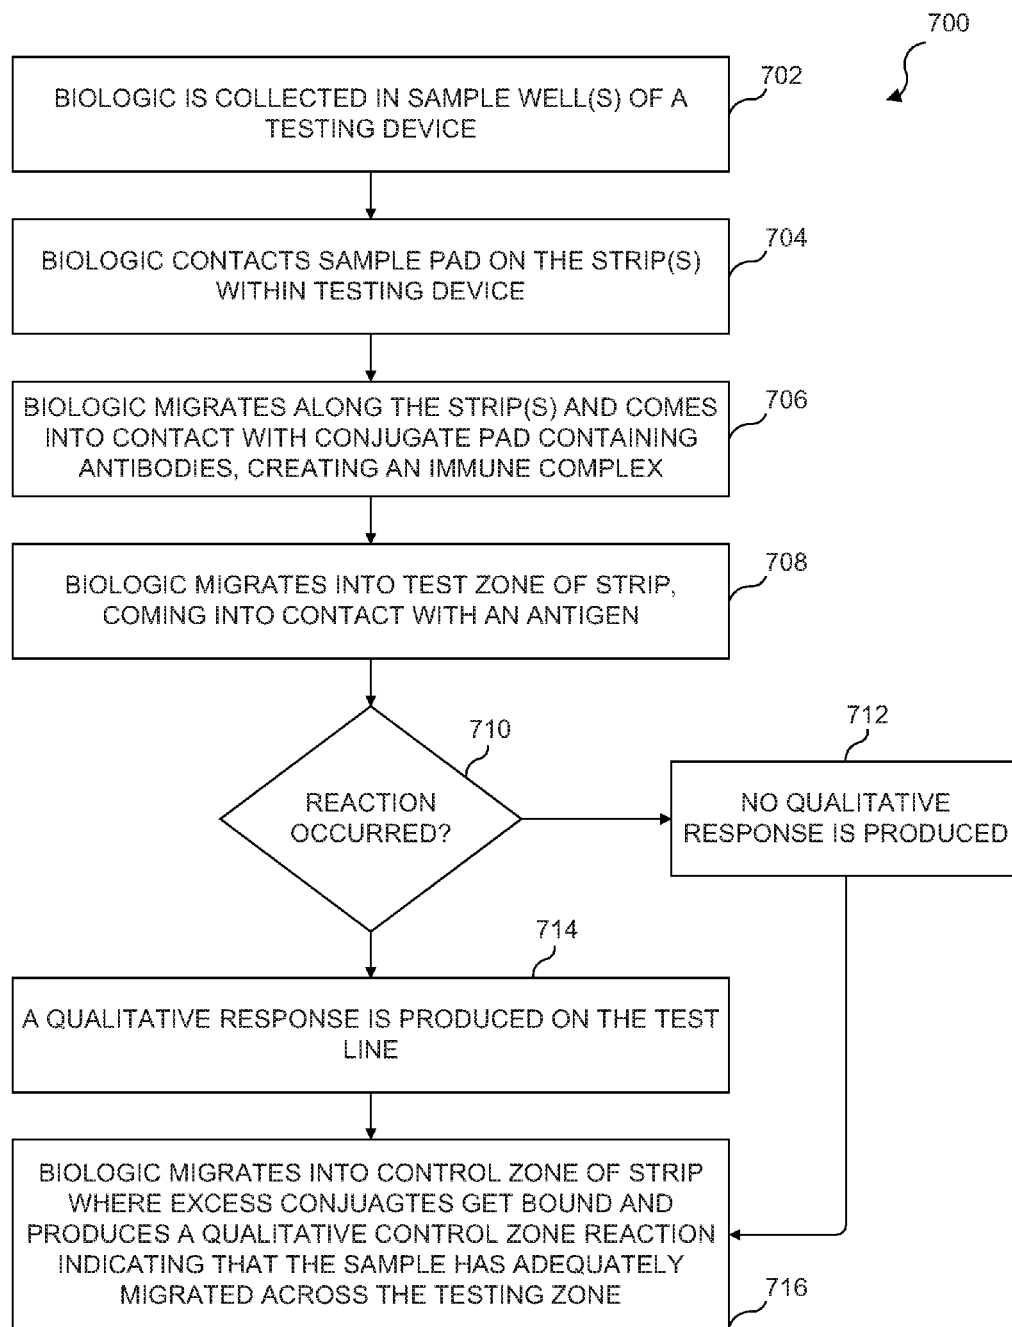 700
702
BIOLOGIC IS COLLECTED IN SAMPLE WELL(S) OF A
TESTING DEVICE
704
BIOLOGIC CONTACTS SAMPLE PAD ON THE STRIP(S)
WITHIN TESTING DEVICE
706
BIOLOGIC MIGRATES ALONG THE STRIP(S) AND COMES
INTO CONTACT WITH CONJUGATE PAD CONTAINING
ANTIBODIES, CREATING AN IMMUNE COMPLEX
708
BIOLOGIC MIGRATES INTO TEST ZONE OF STRIP,
COMING INTO CONTACT WITH AN ANTIGEN
710
REACTION
OCCURRED?
712
NO QUALITATIVE
RESPONSE IS PRODUCED
714
A QUALITATIVE RESPONSE IS PRODUCED ON THE TEST
LINE
BIOLOGIC MIGRATES INTO CONTROL ZONE OF STRIP
WHERE EXCESS CONJUAGTES GET BOUND AND
PRODUCES A QUALITATIVE CONTROL ZONE REACTION
INDICATING THAT THE SAMPLE HAS ADEQUATELY
MIGRATED ACROSS THE TESTING ZONE
716